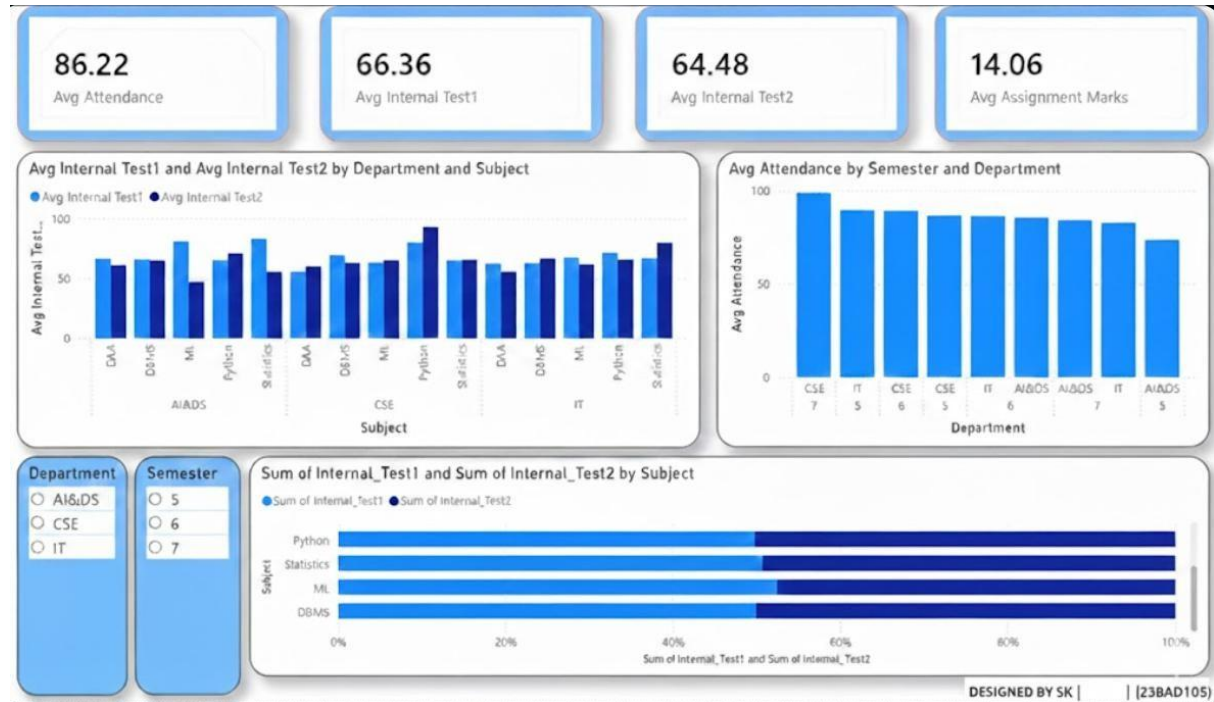 86.22
Avg Attendance
66.36
Avg Internal Test1
64.48
Avg Internal Test2
14.06
Avg Assignment Marks
Avg Internal Test1 and Avg Internal Test2 by Department and Subject
Avg Internal Test1 Avg Internal Test2
Avg Internal Test...
100
50
0
DAA DBMS ML Python Statistics DAA DBMS ML Python Statistics DAA DBMS ML Python Statistics
AI&DS CSE IT
Subject
Avg Attendance by Semester and Department
Avg Attendance
100
50
0
CSE IT CSE CSE IT AI&DS AI&DS IT AI&DS
7 5 6 5 6 7 5
Department
Department
AI&DS
CSE
IT
Semester
5
6
7
Sum of Internal_Test1 and Sum of Internal_Test2 by Subject
Sum of Internal_Test1 Sum of Internal_Test2
Subject
Python
Statistics
ML
DBMS
0% 20% 40% 60% 80% 100%
Sum of Internal_Test1 and Sum of Internal_Test2
DESIGNED BY SK | | (23BAD105)